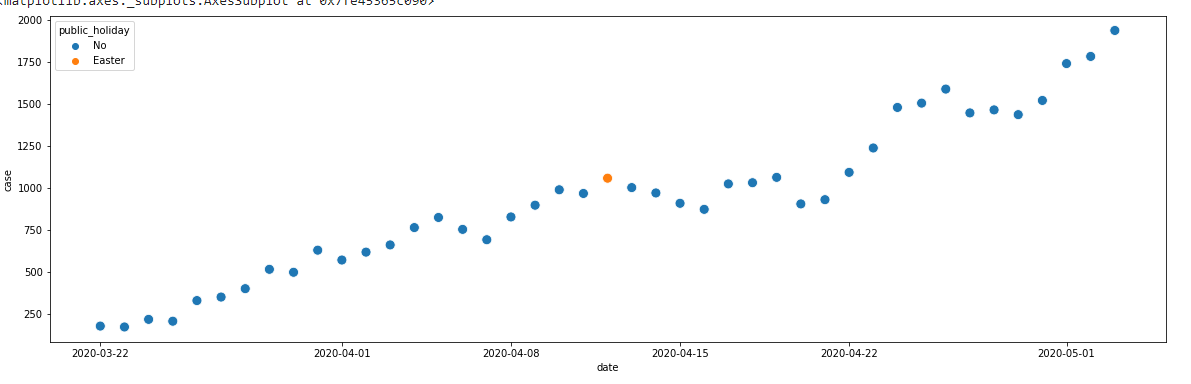 <matplotlib.axes._subplots.AxesSubplot at 0x7fe45365c090>
2000
public_holiday
No
Easter
1750
1500
1250
1000
750
500
250
case
2020-03-22 2020-04-01 2020-04-08 2020-04-15 2020-04-22 2020-05-01
date